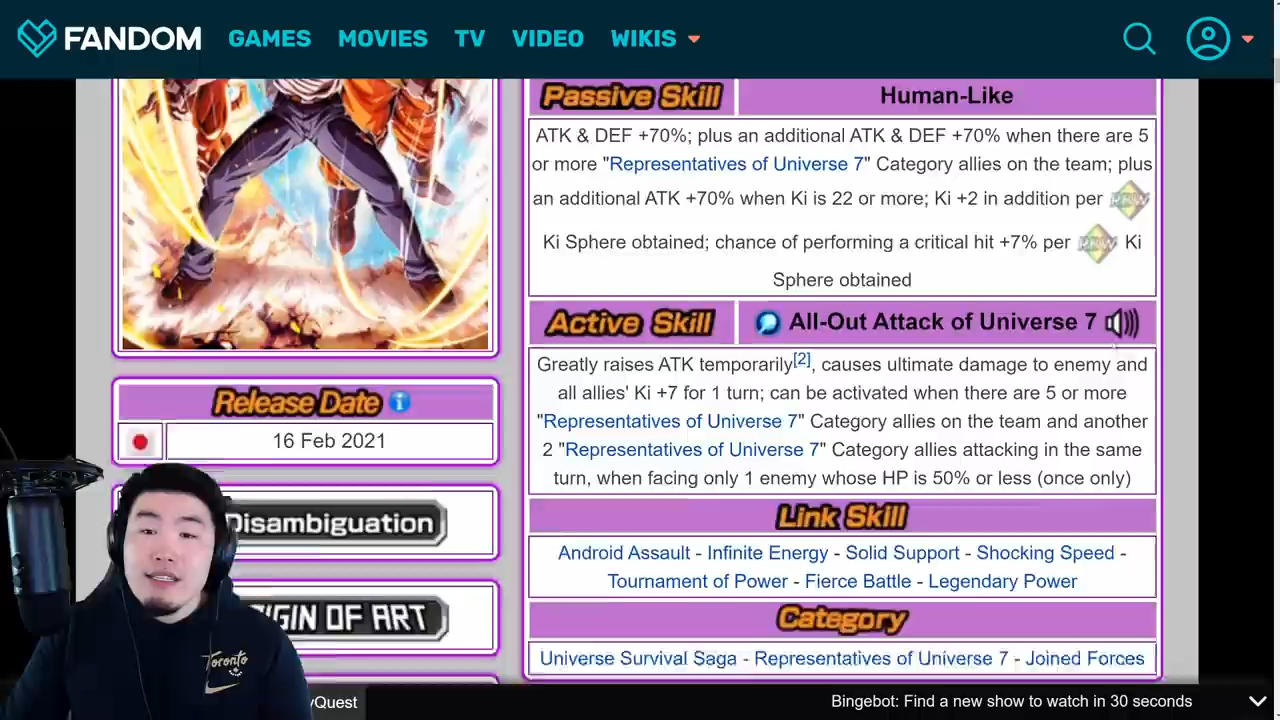 FANDOM GAMES MOVIES TV VIDEO WIKIS
Passive Skill Human-Like
ATK & DEF +70%; plus an additional ATK & DEF +70% when there are 5
or more "Representatives of Universe 7" Category allies on the team; plus
an additional ATK +70% when Ki is 22 or more; Ki +2 in addition per
Ki Sphere obtained; chance of performing a critical hit +7% per Ki
Sphere obtained
Active Skill All-Out Attack of Universe 7
Greatly raises ATK temporarily[2], causes ultimate damage to enemy and
all allies' Ki +7 for 1 turn; can be activated when there are 5 or more
"Representatives of Universe 7" Category allies on the team and another
2 "Representatives of Universe 7" Category allies attacking in the same
turn, when facing only 1 enemy whose HP is 50% or less (once only)
Link Skill
Android Assault - Infinite Energy - Solid Support - Shocking Speed -
Tournament of Power - Fierce Battle - Legendary Power
Category
Universe Survival Saga - Representatives of Universe 7 - Joined Forces
Release Date
16 Feb 2021
Disambiguation
IGIN OF ART
Toronto
yQuest
Bingebot: Find a new show to watch in 30 seconds